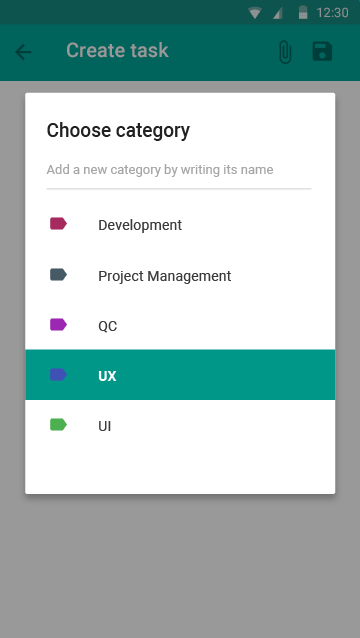 12:30
Create task
Choose category
Add a new category by writing its name
Development
Project Management
QC
UX
UI